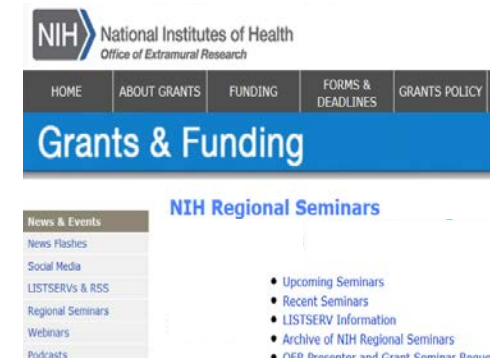 NIH National Institutes of Health
Office of Extramural Research
HOME ABOUT GRANTS FUNDING FORMS & DEADLINES GRANTS POLICY
Grants & Funding
NIH Regional Seminars
News & Events
News Flashes
Social Media
LISTSERVs & RSS
Regional Seminars
Webinars
Podcasts
• Upcoming Seminars
• Recent Seminars
• LISTSERV Information
• Archive of NIH Regional Seminars
• OER Presenter and Grant Seminar